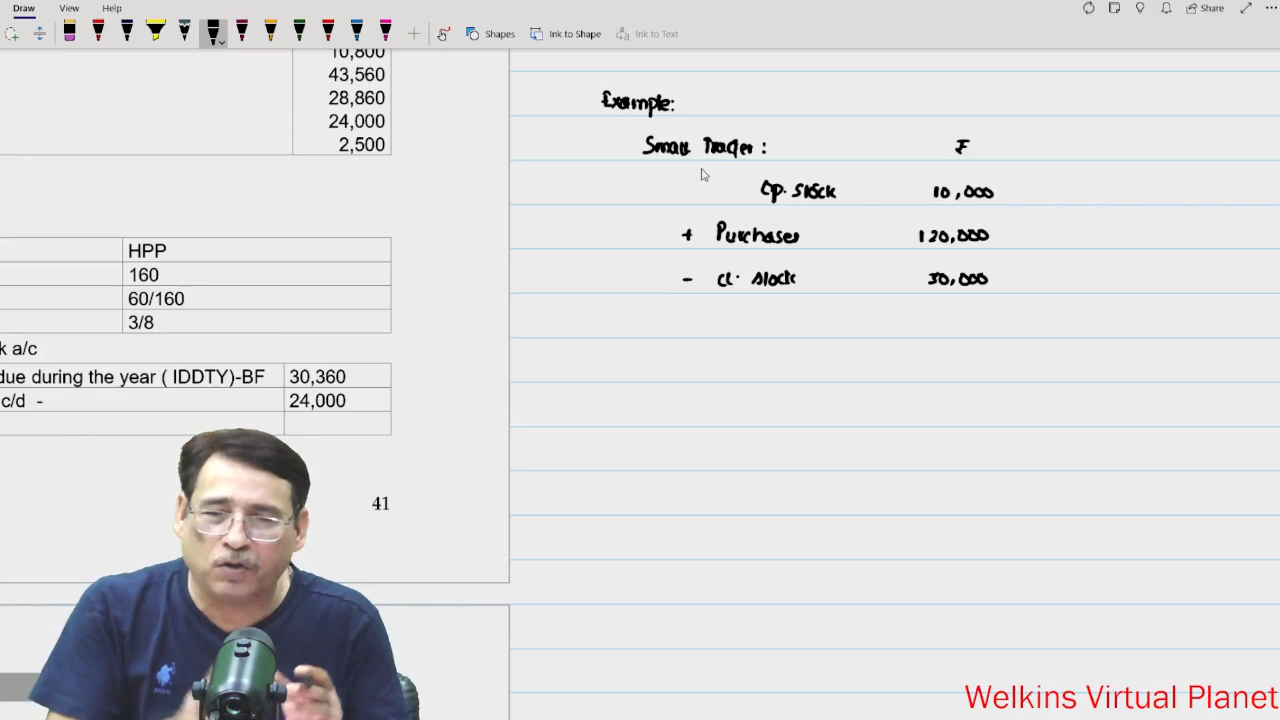 Draw View Help Share
Shapes Ink to Shape Ink to Text
10,800
43,560
28,860
24,000
2,500
HPP
160
60/160
3/8
k a/c
due during the year ( IDDTY)-BF 30,360
c/d - 24,000
41
Example:
Small Trader : ₹
Op. stock 10,000
+ Purchases 120,000
- Cl. stock 30,000
Welkins Virtual Planet